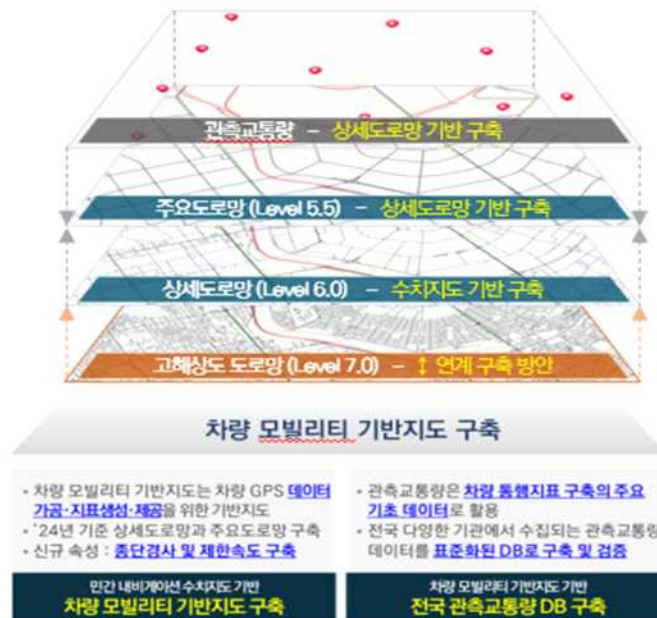 관측교통량 – 상세도로망 기반 구축
주요도로망 (Level 5.5) – 상세도로망 기반 구축
상세도로망 (Level 6.0) – 수치지도 기반 구축
고해상도 도로망 (Level 7.0) – ↕ 연계 구축 방안
차량 모빌리티 기반지도 구축
• 차량 모빌리티 기반지도는 차량 GPS 데이터
가공·지표생성·제공을 위한 기반지도
• '24년 기준 상세도로망과 주요도로망 구축
• 신규 속성 : 종단경사 및 제한속도 구축
민간 내비게이션 수치지도 기반
차량 모빌리티 기반지도 구축
• 관측교통량은 차량 통행지표 구축의 주요
기초 데이터로 활용
• 전국 다양한 기관에서 수집되는 관측교통량
데이터를 표준화된 DB로 구축 및 검증
차량 모빌리티 기반지도 기반
전국 관측교통량 DB 구축